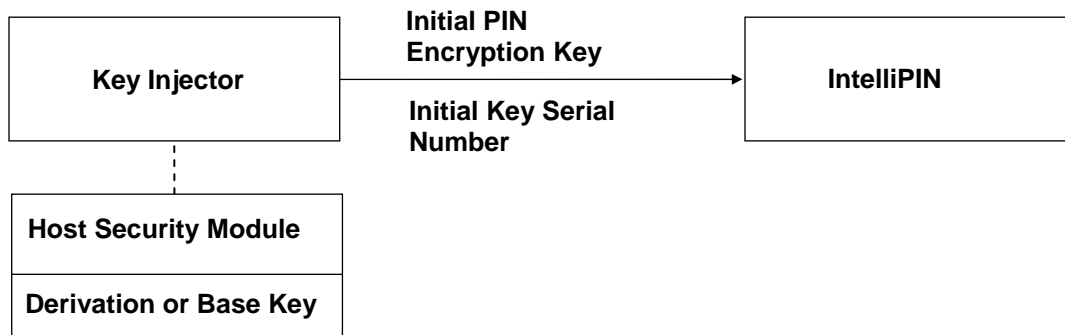 Initial PIN
Encryption Key
Key Injector
IntelliPIN
Initial Key Serial
Number
Host Security Module
Derivation or Base Key